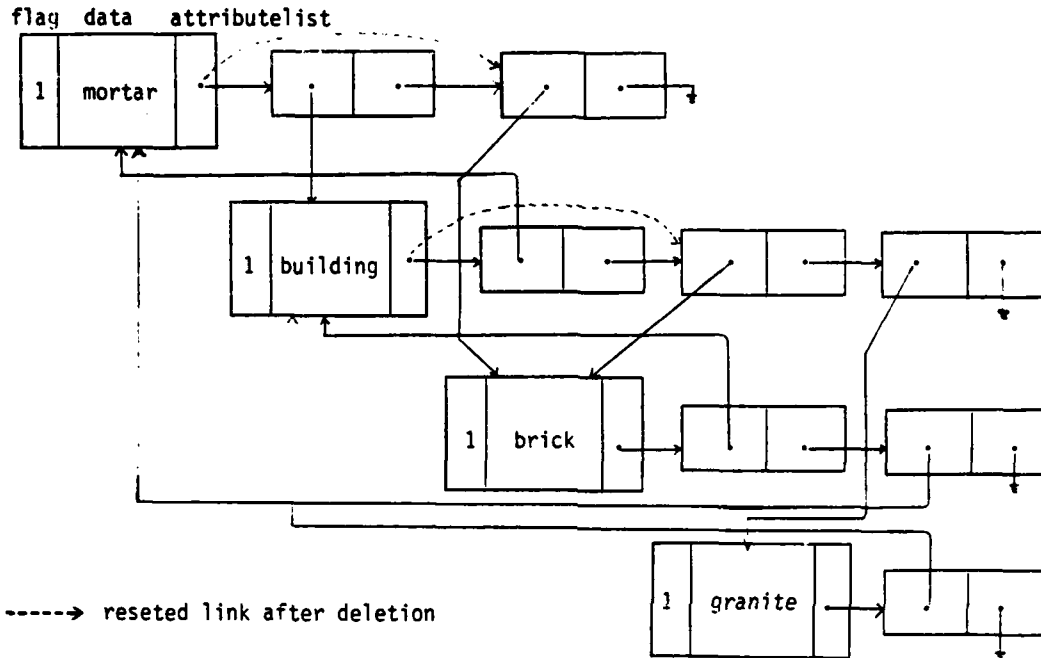 flag data attributelist
1 mortar
1 building
1 brick
1 granite
-----> reseted link after deletion